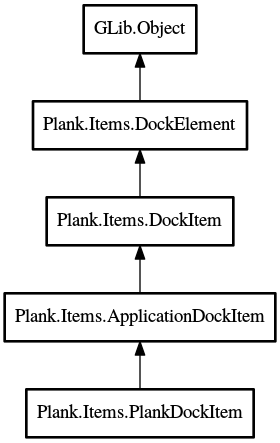 GLib.Object
Plank.Items.DockElement
Plank.Items.DockItem
Plank.Items.ApplicationDockItem
Plank.Items.PlankDockItem